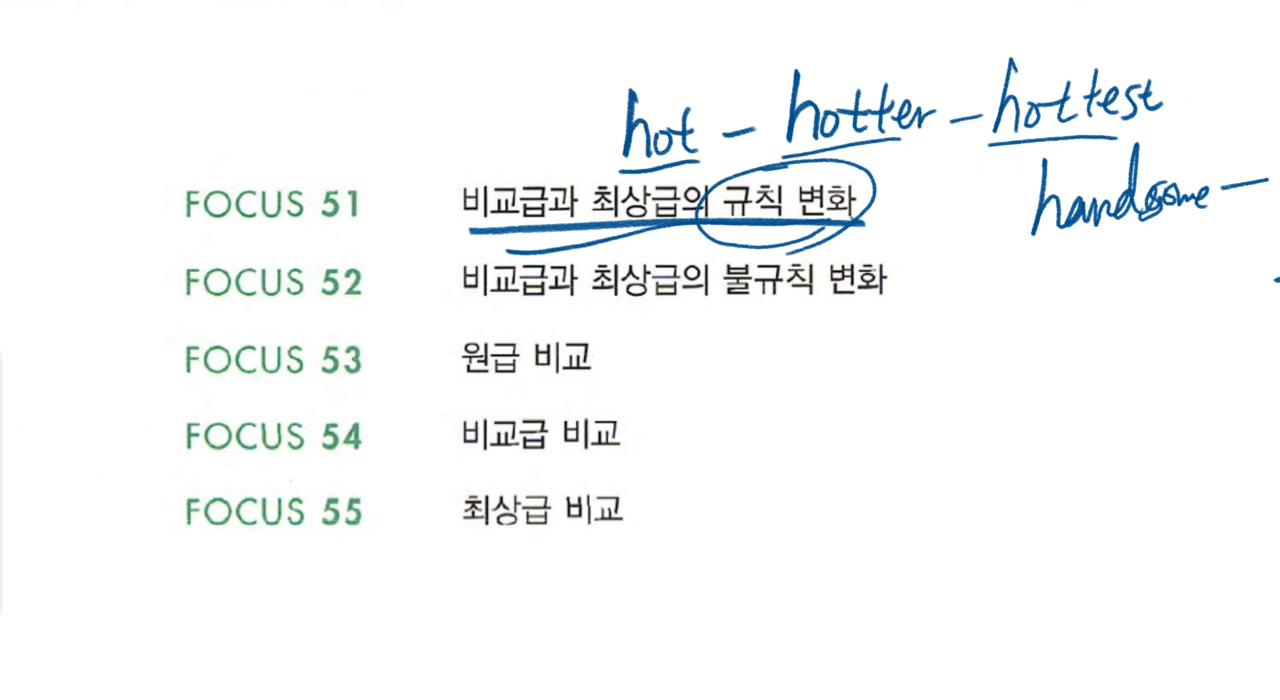 hot - hotter - hottest
handsome -
FOCUS 51 비교급과 최상급의 규칙 변화
FOCUS 52 비교급과 최상급의 불규칙 변화
FOCUS 53 원급 비교
FOCUS 54 비교급 비교
FOCUS 55 최상급 비교